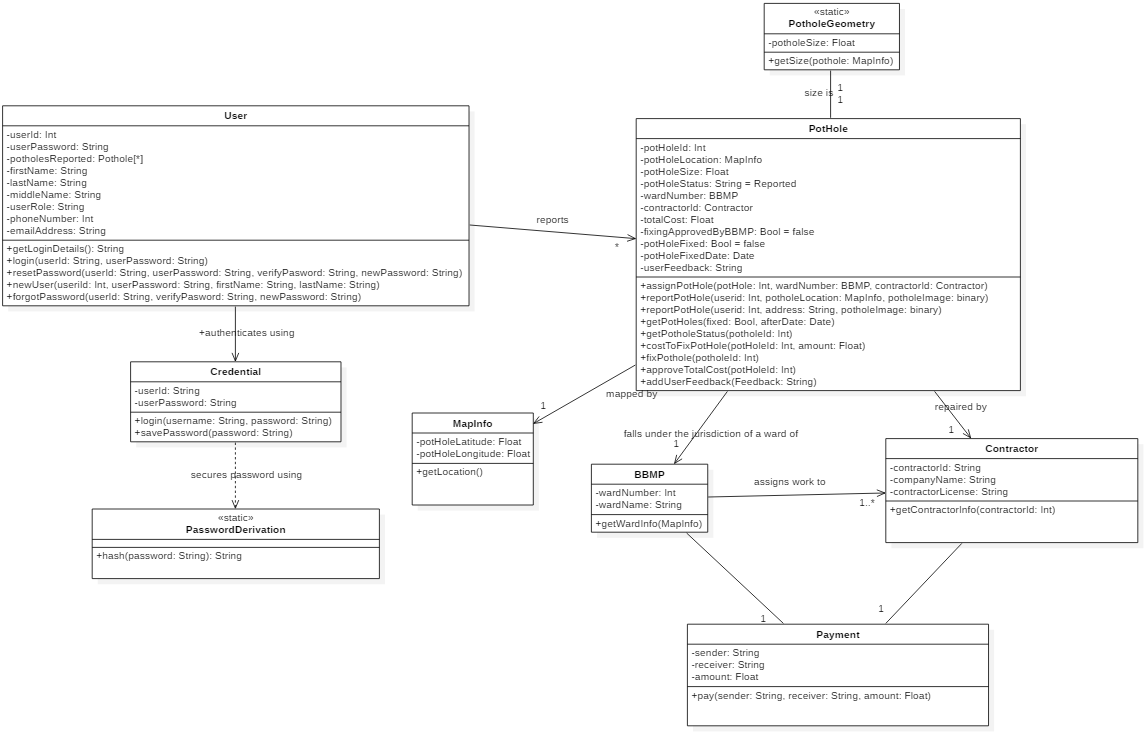 «static»
PotholeGeometry
-potholeSize: Float
+getSize(pothole: MapInfo)
size is
1
1
User
-userId: Int
-userPassword: String
-potholesReported: Pothole[*]
-firstName: String
-lastName: String
-middleName: String
-userRole: String
-phoneNumber: Int
-emailAddress: String
+getLoginDetails(): String
+login(userId: String, userPassword: String)
+resetPassword(userId: String, userPassword: String, verifyPasword: String, newPassword: String)
+newUser(useriId: Int, userPassword: String, firstName: String, lastName: String)
+forgotPassword(userId: String, verifyPasword: String, newPassword: String)
reports
*
PotHole
-potHoleId: Int
-potHoleLocation: MapInfo
-potHoleSize: Float
-potHoleStatus: String = Reported
-wardNumber: BBMP
-contractorId: Contractor
-totalCost: Float
-fixingApprovedByBBMP: Bool = false
-potHoleFixed: Bool = false
-potHoleFixedDate: Date
-userFeedback: String
+assignPotHole(potHole: Int, wardNumber: BBMP, contractorId: Contractor)
+reportPotHole(userid: Int, potholeLocation: MapInfo, potholeImage: binary)
+reportPotHole(userid: Int, address: String, potholeImage: binary)
+getPotHoles(fixed: Bool, afterDate: Date)
+getPotholeStatus(potholeId: Int)
+costToFixPotHole(potHoleId: Int, amount: Float)
+fixPothole(potholeId: Int)
+approveTotalCost(potHoleId: Int)
+addUserFeedback(Feedback: String)
+authenticates using
Credential
-userId: String
-userPassword: String
+login(username: String, password: String)
+savePassword(password: String)
secures password using
«static»
PasswordDerivation
+hash(password: String): String
mapped by
1
MapInfo
-potHoleLatitude: Float
-potHoleLongitude: Float
+getLocation()
falls under the jurisdiction of a ward of
1
BBMP
-wardNumber: Int
-wardName: String
+getWardInfo(MapInfo)
assigns work to
1..*
repaired by
1
Contractor
-contractorId: String
-companyName: String
-contractorLicense: String
+getContractorInfo(contractorId: Int)
1
1
Payment
-sender: String
-receiver: String
-amount: Float
+pay(sender: String, receiver: String, amount: Float)